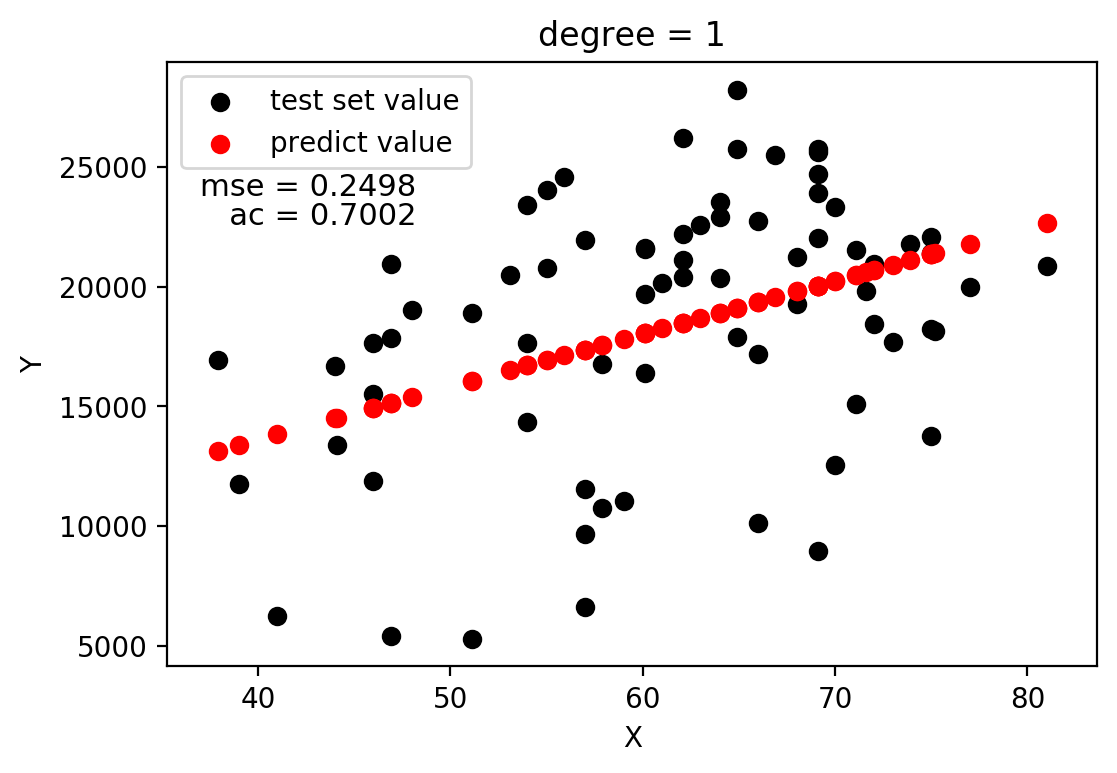 degree = 1
test set value
predict value
mse = 0.2498
ac = 0.7002
25000
20000
15000
10000
5000
Y
40
50
60
70
80
X